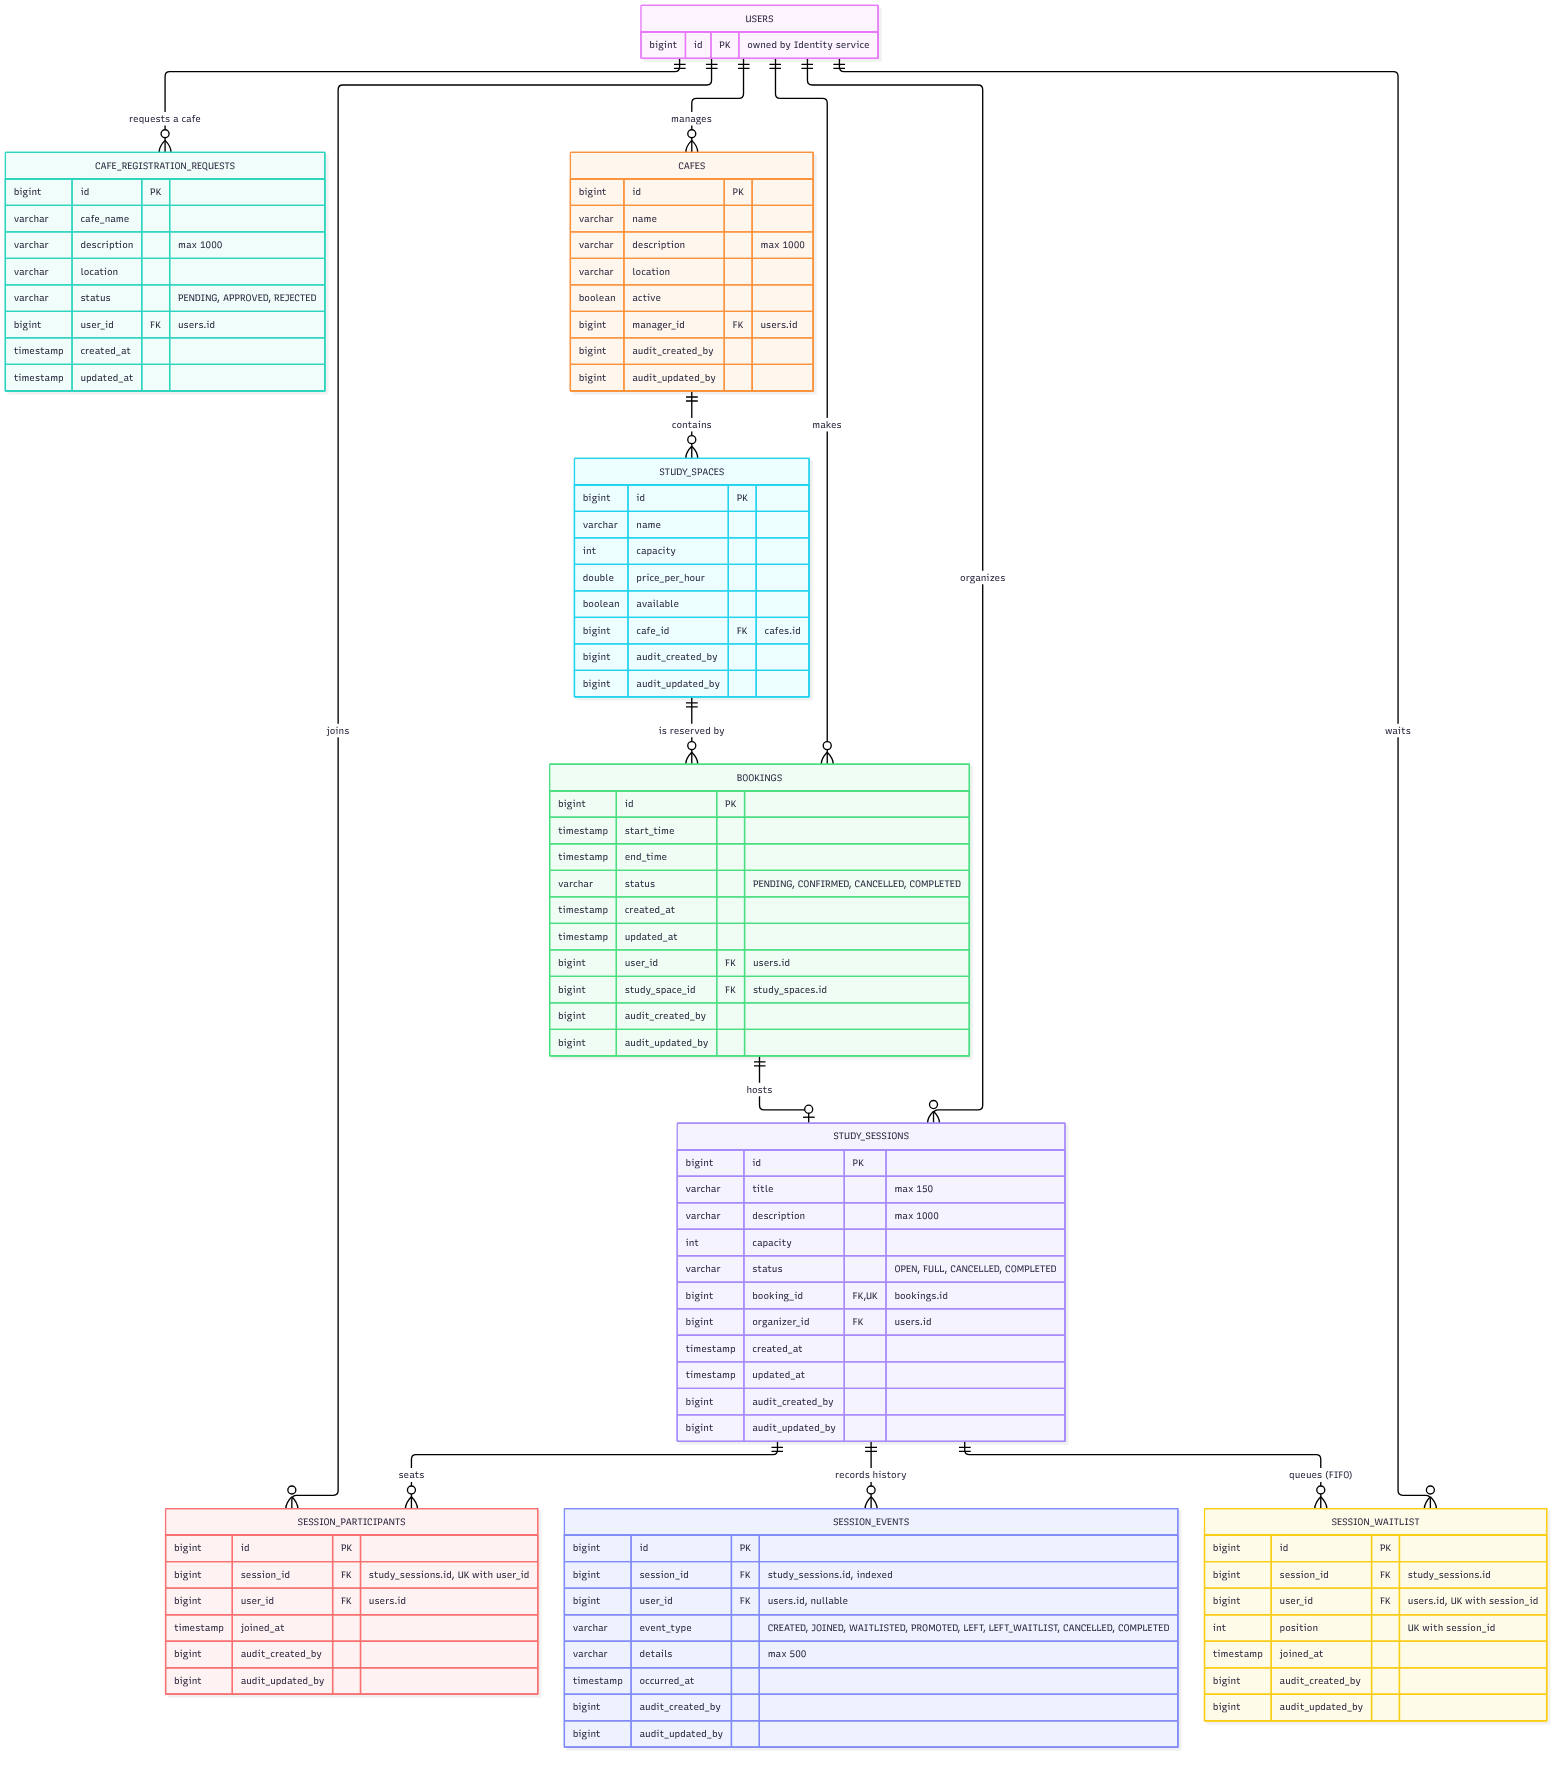 USERS
bigint id PK owned by Identity service
requests a cafe
manages
CAFE_REGISTRATION_REQUESTS
bigint id PK
varchar cafe_name
varchar description max 1000
varchar location
varchar status PENDING, APPROVED, REJECTED
bigint user_id FK users.id
timestamp created_at
timestamp updated_at
CAFES
bigint id PK
varchar name
varchar description max 1000
varchar location
boolean active
bigint manager_id FK users.id
bigint audit_created_by
bigint audit_updated_by
contains
makes
STUDY_SPACES
bigint id PK
varchar name
int capacity
double price_per_hour
boolean available
bigint cafe_id FK cafes.id
bigint audit_created_by
bigint audit_updated_by
organizes
joins
is reserved by
waits
BOOKINGS
bigint id PK
timestamp start_time
timestamp end_time
varchar status PENDING, CONFIRMED, CANCELLED, COMPLETED
timestamp created_at
timestamp updated_at
bigint user_id FK users.id
bigint study_space_id FK study_spaces.id
bigint audit_created_by
bigint audit_updated_by
hosts
STUDY_SESSIONS
bigint id PK
varchar title max 150
varchar description max 1000
int capacity
varchar status OPEN, FULL, CANCELLED, COMPLETED
bigint booking_id FK,UK bookings.id
bigint organizer_id FK users.id
timestamp created_at
timestamp updated_at
bigint audit_created_by
bigint audit_updated_by
seats
records history
queues (FIFO)
SESSION_PARTICIPANTS
bigint id PK
bigint session_id FK study_sessions.id, UK with user_id
bigint user_id FK users.id
timestamp joined_at
bigint audit_created_by
bigint audit_updated_by
SESSION_EVENTS
bigint id PK
bigint session_id FK study_sessions.id, indexed
bigint user_id FK users.id, nullable
varchar event_type CREATED, JOINED, WAITLISTED, PROMOTED, LEFT, LEFT_WAITLIST, CANCELLED, COMPLETED
varchar details max 500
timestamp occurred_at
bigint audit_created_by
bigint audit_updated_by
SESSION_WAITLIST
bigint id PK
bigint session_id FK study_sessions.id
bigint user_id FK users.id, UK with session_id
int position UK with session_id
timestamp joined_at
bigint audit_created_by
bigint audit_updated_by